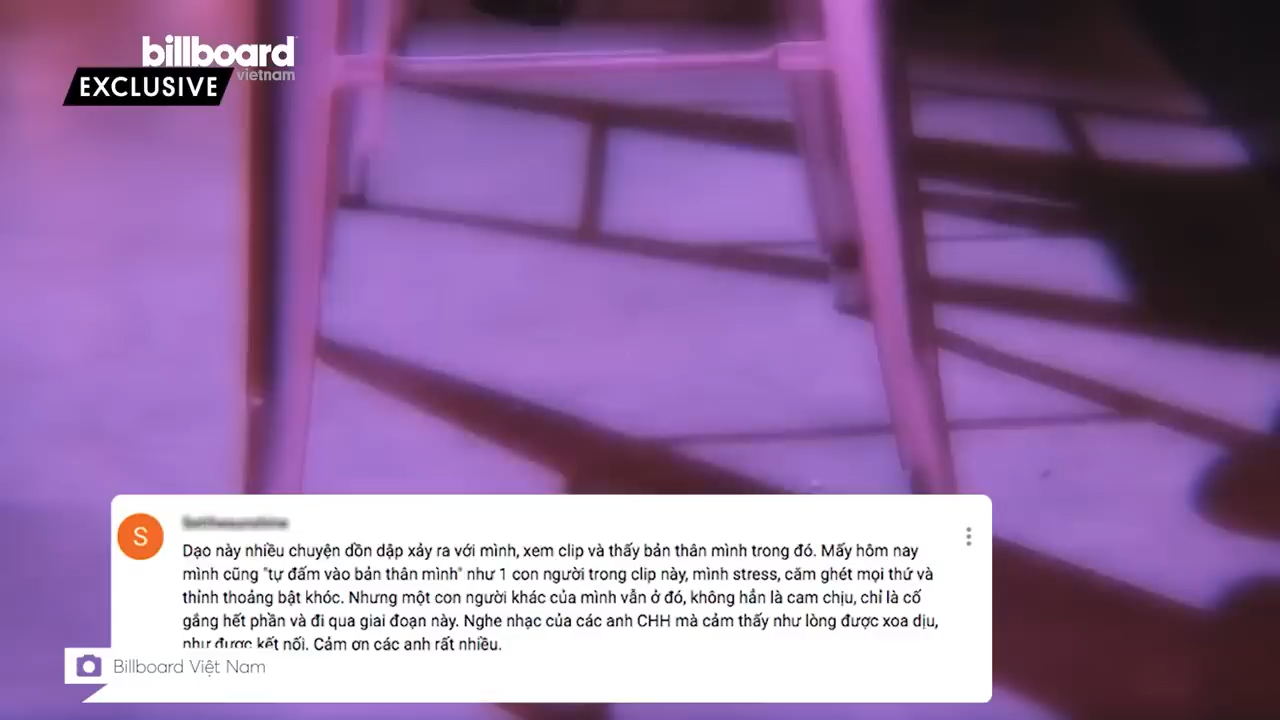 billboard
vietnam
EXCLUSIVE
S
Dạo này nhiều chuyện dồn dập xảy ra với mình, xem clip và thấy bản thân mình trong đó. Mấy hôm nay
mình cũng "tự đấm vào bản thân mình" như 1 con người trong clip này, mình stress, căm ghét mọi thứ và
thỉnh thoảng bật khóc. Nhưng một con người khác của mình vẫn ở đó, không hẳn là cam chịu, chỉ là cố
gắng hết phần và đi qua giai đoạn này. Nghe nhạc của các anh CHH mà cảm thấy như lòng được xoa dịu,
như được kết nối. Cảm ơn các anh rất nhiều.
Billboard Việt Nam